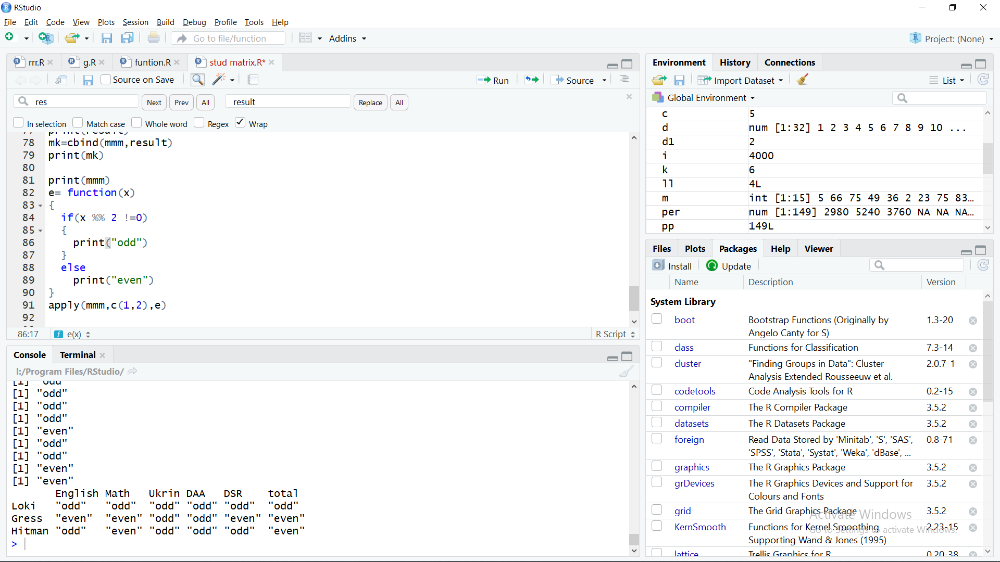 RStudio
File Edit Code View Plots Session Build Debug Profile Tools Help
Go to file/function Addins Project: (None)
rrr.R g.R funtion.R stud matrix.R*
Source on Save Run Source
res Next Prev All result Replace All
In selection Match case Whole word Regex Wrap
78 mk=cbind(mmm,result)
79 print(mk)
80
81 print(mmm)
82 e= function(x)
83 {
84 if(x %% 2 !=0)
85 {
86 print("odd")
87 }
88 else
89 print("even")
90 }
91 apply(mmm,c(1,2),e)
92
86:17 e(x) R Script
Console Terminal
I:/Program Files/RStudio/
[1] "odd"
[1] "odd"
[1] "odd"
[1] "odd"
[1] "even"
[1] "odd"
[1] "odd"
[1] "even"
[1] "even"
English Math Ukrin DAA DSR total
Loki "odd" "odd" "odd" "odd" "odd" "odd"
Gress "even" "even" "odd" "odd" "even" "even"
Hitman "odd" "even" "odd" "odd" "odd" "even"
>
Environment History Connections
Import Dataset List
Global Environment
c 5
d num [1:32] 1 2 3 4 5 6 7 8 9 10 ...
d1 2
i 4000
k 6
ll 4L
m int [1:15] 5 66 75 49 36 2 23 75 83…
per num [1:149] 2980 5240 3760 NA NA NA…
pp 149L
Files Plots Packages Help Viewer
Install Update
Name Description Version
System Library
boot Bootstrap Functions (Originally by 1.3-20
Angelo Canty for S)
class Functions for Classification 7.3-14
cluster "Finding Groups in Data": Cluster 2.0.7-1
Analysis Extended Rousseeuw et al.
codetools Code Analysis Tools for R 0.2-15
compiler The R Compiler Package 3.5.2
datasets The R Datasets Package 3.5.2
foreign Read Data Stored by 'Minitab', 'S', 'SAS', 0.8-71
'SPSS', 'Stata', 'Systat', 'Weka', 'dBase', ...
graphics The R Graphics Package 3.5.2
grDevices The R Graphics Devices and Support for 3.5.2
Colours and Fonts
grid The Grid Graphics Package 3.5.2
KernSmooth Functions for Kernel Smoothing 2.23-15
Supporting Wand & Jones (1995)
lattice Trellis Graphics for R 0.20-38
Activate Windows
Go to Settings to activate Windows.